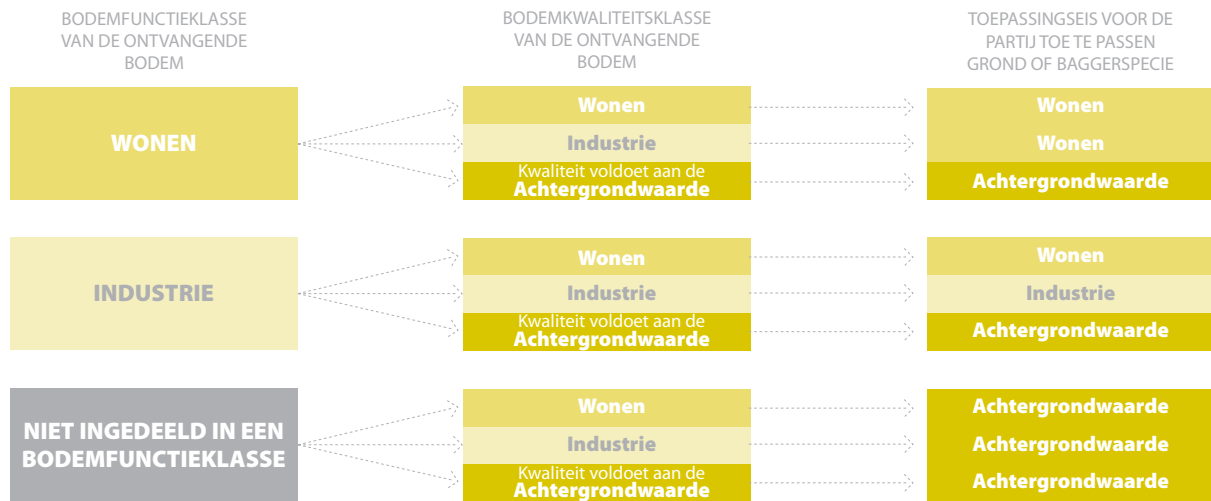 BODEMFUNCTIEKLASSE
VAN DE ONTVANGENDE
BODEM
BODEMKWALITEITSKLASSE
VAN DE ONTVANGENDE
BODEM
TOEPASSINGSEIS VOOR DE
PARTIJ TOE TE PASSEN
GROND OF BAGGERSPECIE
WONEN
Wonen
Industrie
Kwaliteit voldoet aan de
Achtergrondwaarde
Wonen
Wonen
Achtergrondwaarde
INDUSTRIE
Wonen
Industrie
Kwaliteit voldoet aan de
Achtergrondwaarde
Wonen
Industrie
Achtergrondwaarde
NIET INGEDEELD IN EEN
BODEMFUNCTIEKLASSE
Wonen
Industrie
Kwaliteit voldoet aan de
Achtergrondwaarde
Achtergrondwaarde
Achtergrondwaarde
Achtergrondwaarde